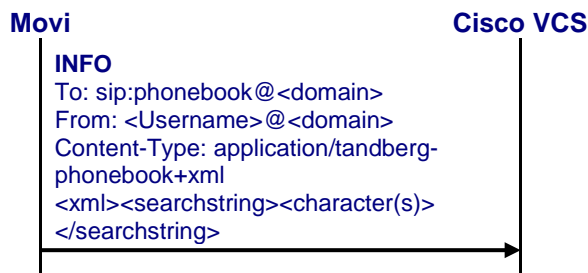 Movi Cisco VCS
INFO
To: sip:phonebook@<domain>
From: <Username>@<domain>
Content-Type: application/tandberg-
phonebook+xml
<xml><searchstring><character(s)>
</searchstring>